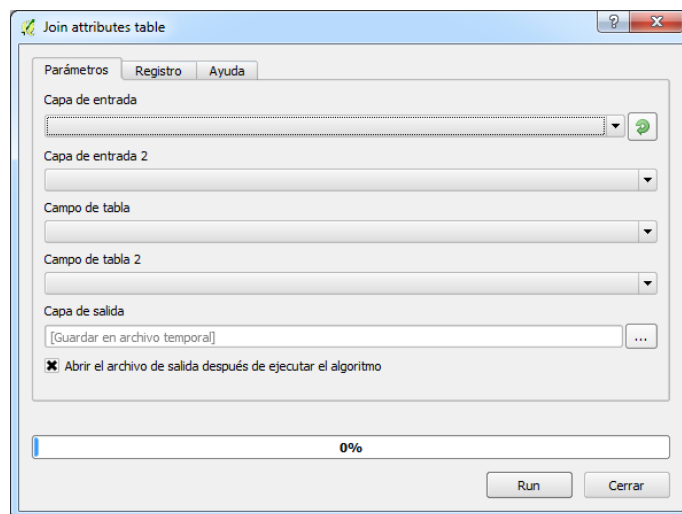 Join attributes table
?
Parámetros Registro Ayuda
Capa de entrada
Capa de entrada 2
Campo de tabla
Campo de tabla 2
Capa de salida
[Guardar en archivo temporal] ...
Abrir el archivo de salida después de ejecutar el algoritmo
0%
Run Cerrar